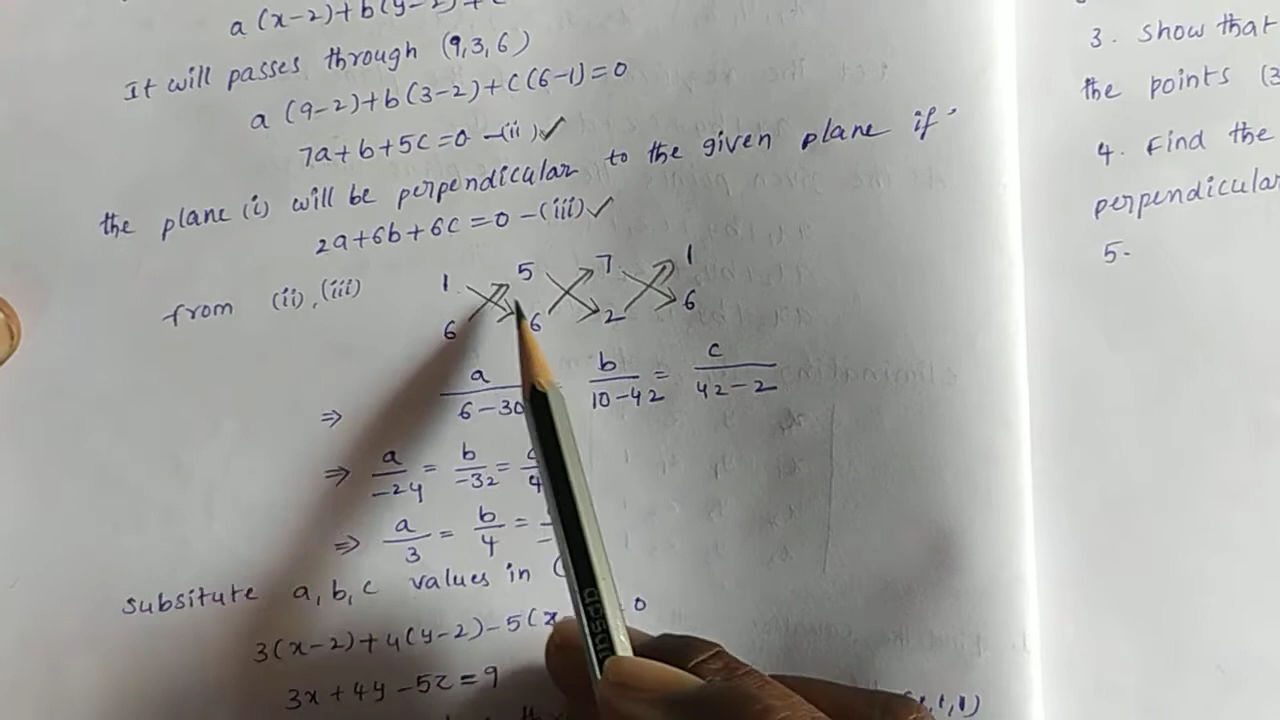 a (x-2)+b(y-2)+c
It will passes through (9,3,6)
a (9-2)+b(3-2)+c(6-1)=0
7a+b+5c=0 -(ii) ✓
the plane (i) will be perpendicular to the given plane if
2a+6b+6c=0 -(iii) ✓
from (ii), (iii)
1 5 7 1
6 6 2 6
⇒ a/6-30 = b/10-42 = c/42-2
⇒ a/-24 = b/-32 = c/4
⇒ a/3 = b/4 =
subsitute a, b, c values in (
3(x-2)+4(y-2)-5(z 0
3x+4y-5z=9
3. Show that
the points (3
4. Find the
perpendicular
5.
apsara